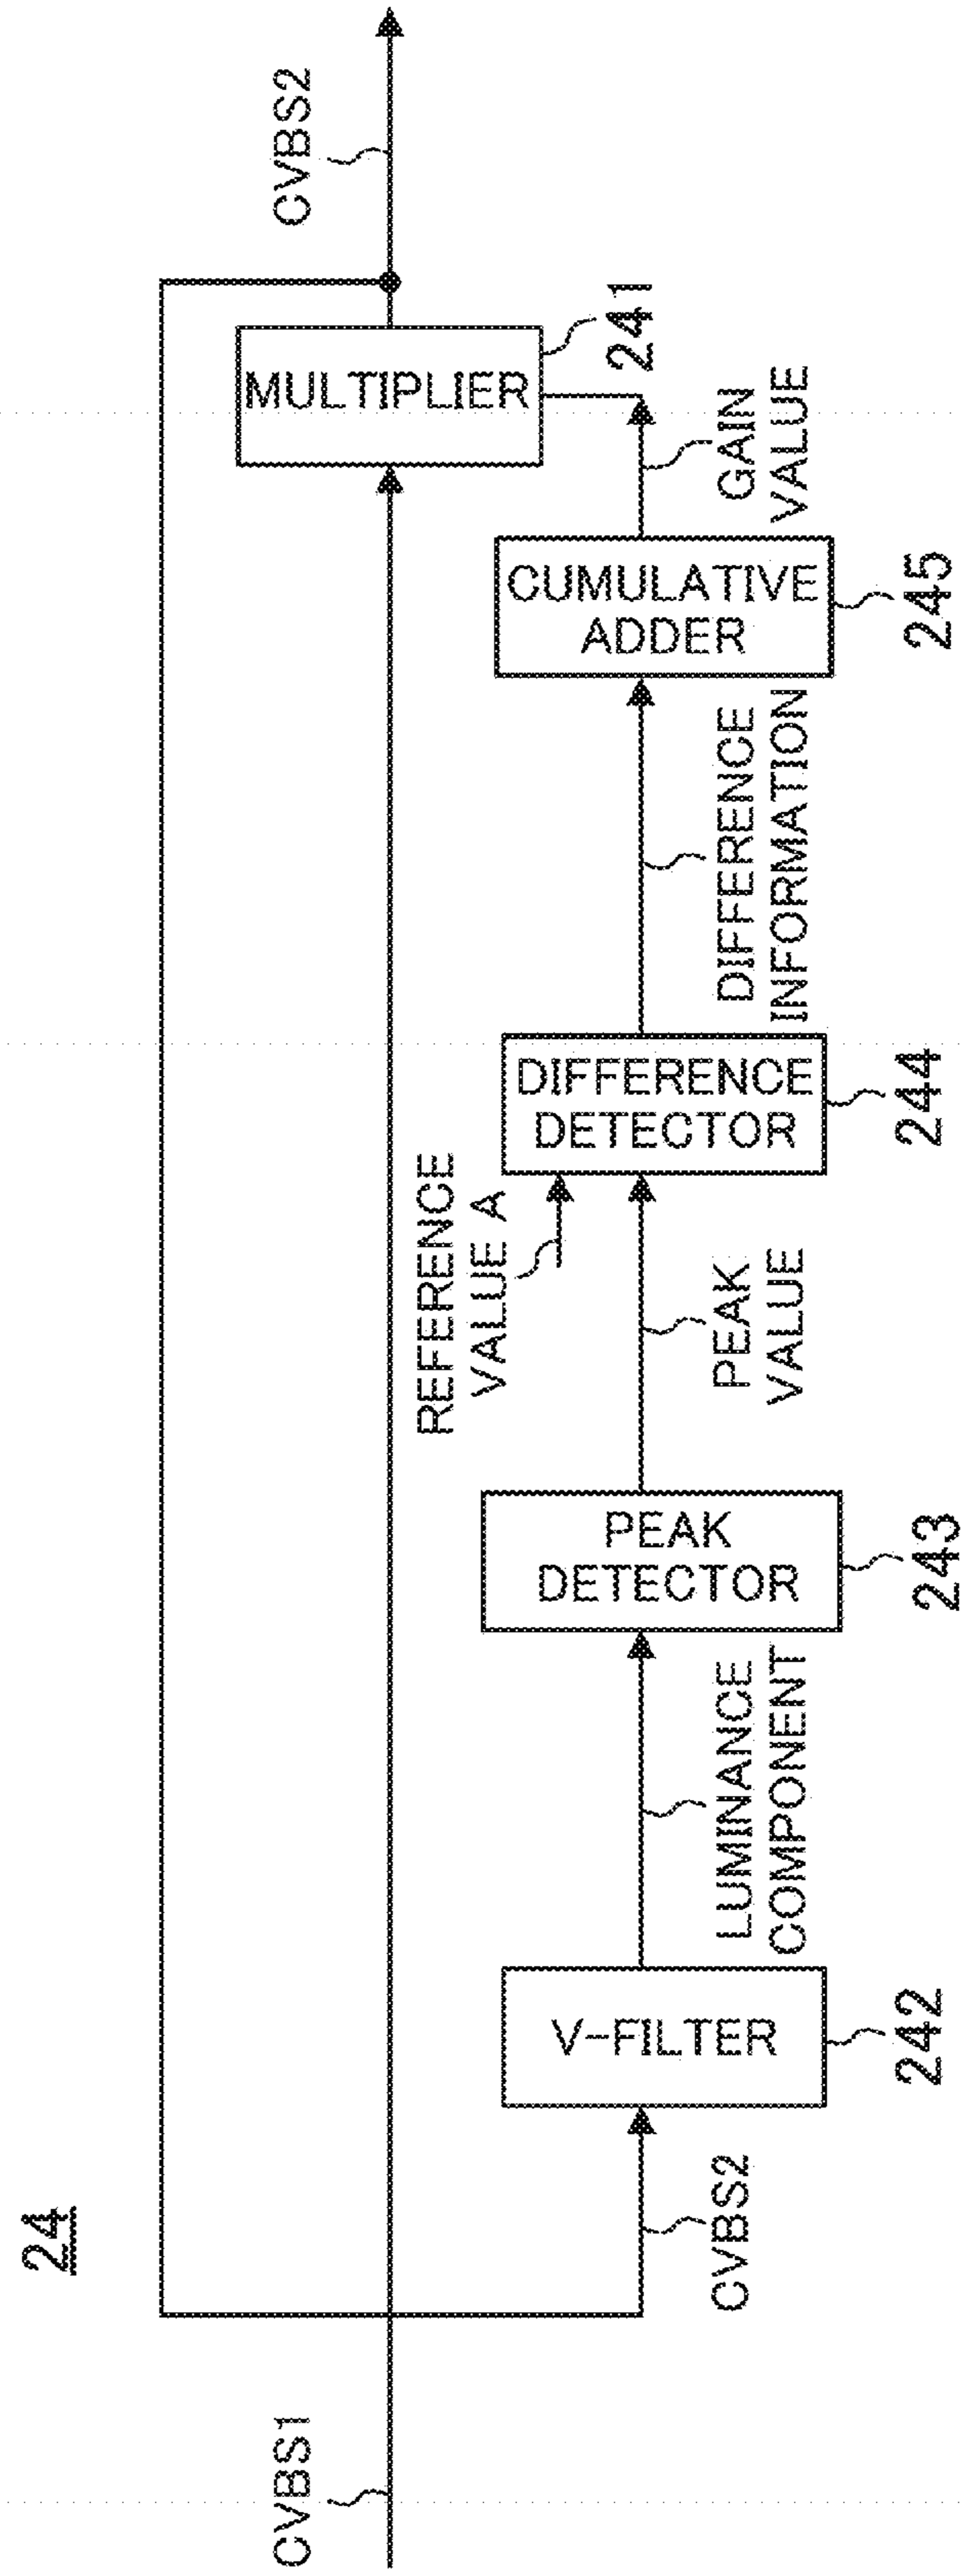 24
CVBS1
CVBS2
V-FILTER
242
LUMINANCE
COMPONENT
PEAK
DETECTOR
243
PEAK
VALUE
REFERENCE
VALUE A
DIFFERENCE
DETECTOR
244
DIFFERENCE
INFORMATION
CUMULATIVE
ADDER
245
GAIN
VALUE
MULTIPLIER
241
CVBS2